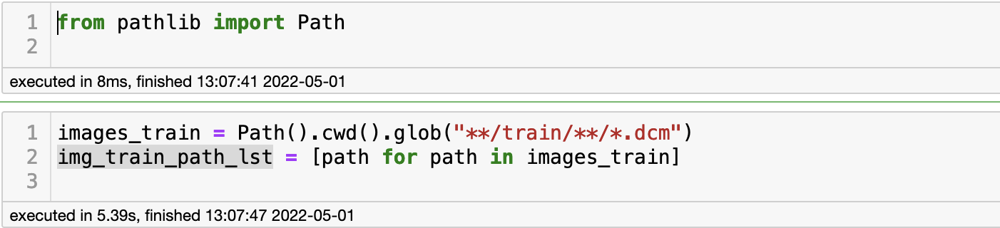 1 from pathlib import Path
2
executed in 8ms, finished 13:07:41 2022-05-01
1 images_train = Path().cwd().glob("**/train/**/*.dcm")
2 img_train_path_lst = [path for path in images_train]
3
executed in 5.39s, finished 13:07:47 2022-05-01